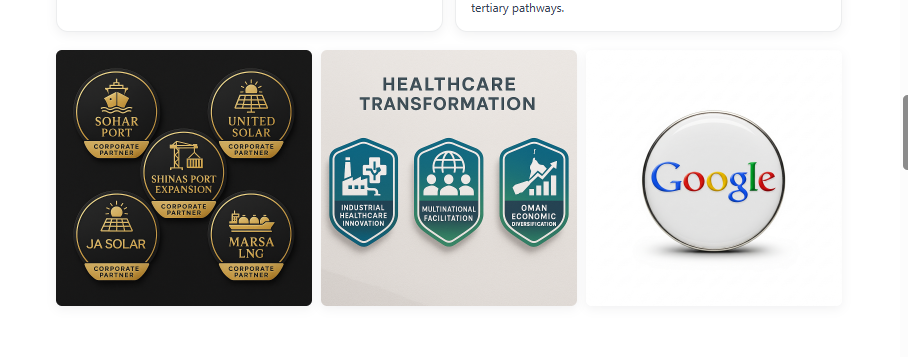 tertiary pathways.
SOHAR
PORT
CORPORATE
PARTNER
UNITED
SOLAR
CORPORATE
PARTNER
SHINAS PORT
EXPANSION
CORPORATE
PARTNER
JA SOLAR
CORPORATE
PARTNER
MARSA
LNG
CORPORATE
PARTNER
HEALTHCARE
TRANSFORMATION
INDUSTRIAL
HEALTHCARE
INNOVATION
MULTINATIONAL
FACILITATION
OMAN
ECONOMIC
DIVERSIFICATION
Google